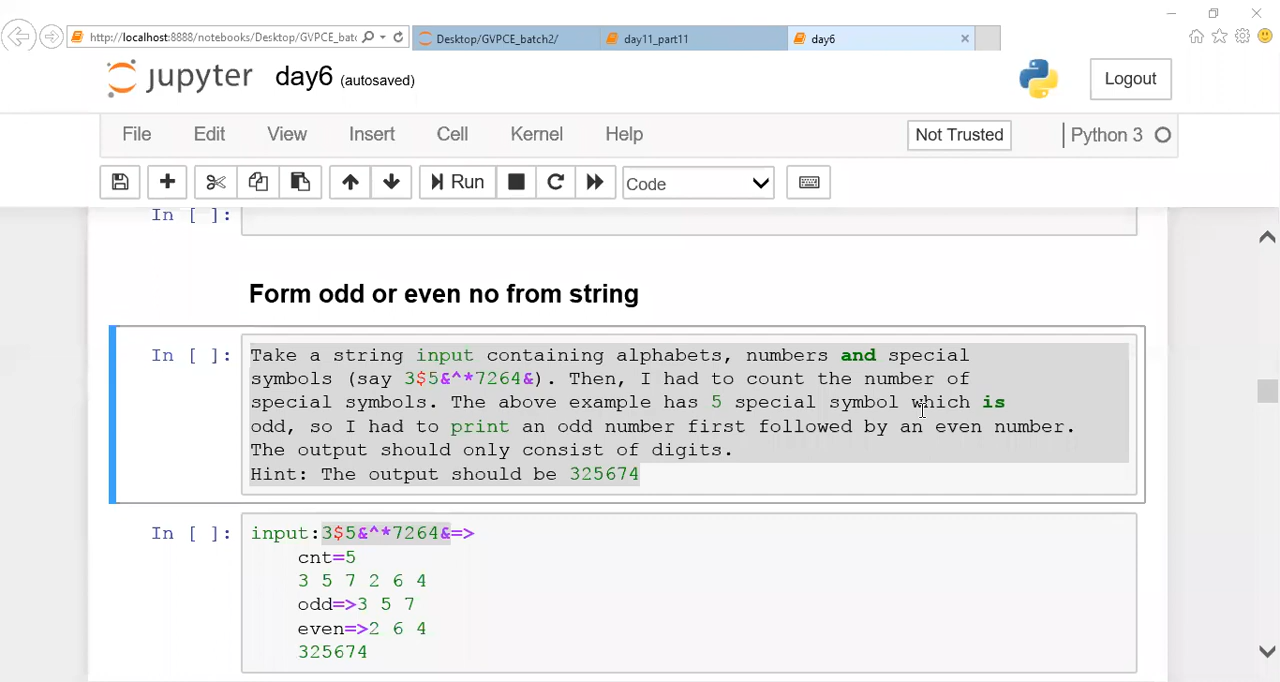 http://localhost:8888/notebooks/Desktop/GVPCE_batc
Desktop/GVPCE_batch2/
day11_part11
day6
jupyter day6 (autosaved)
Logout
File Edit View Insert Cell Kernel Help
Not Trusted
Python 3
Run
Code
In [ ]:
Form odd or even no from string
In [ ]:
Take a string input containing alphabets, numbers and special
symbols (say 3$5&^*7264&). Then, I had to count the number of
special symbols. The above example has 5 special symbol which is
odd, so I had to print an odd number first followed by an even number.
The output should only consist of digits.
Hint: The output should be 325674
In [ ]:
input:3$5&^*7264&=>
cnt=5
3 5 7 2 6 4
odd=>3 5 7
even=>2 6 4
325674